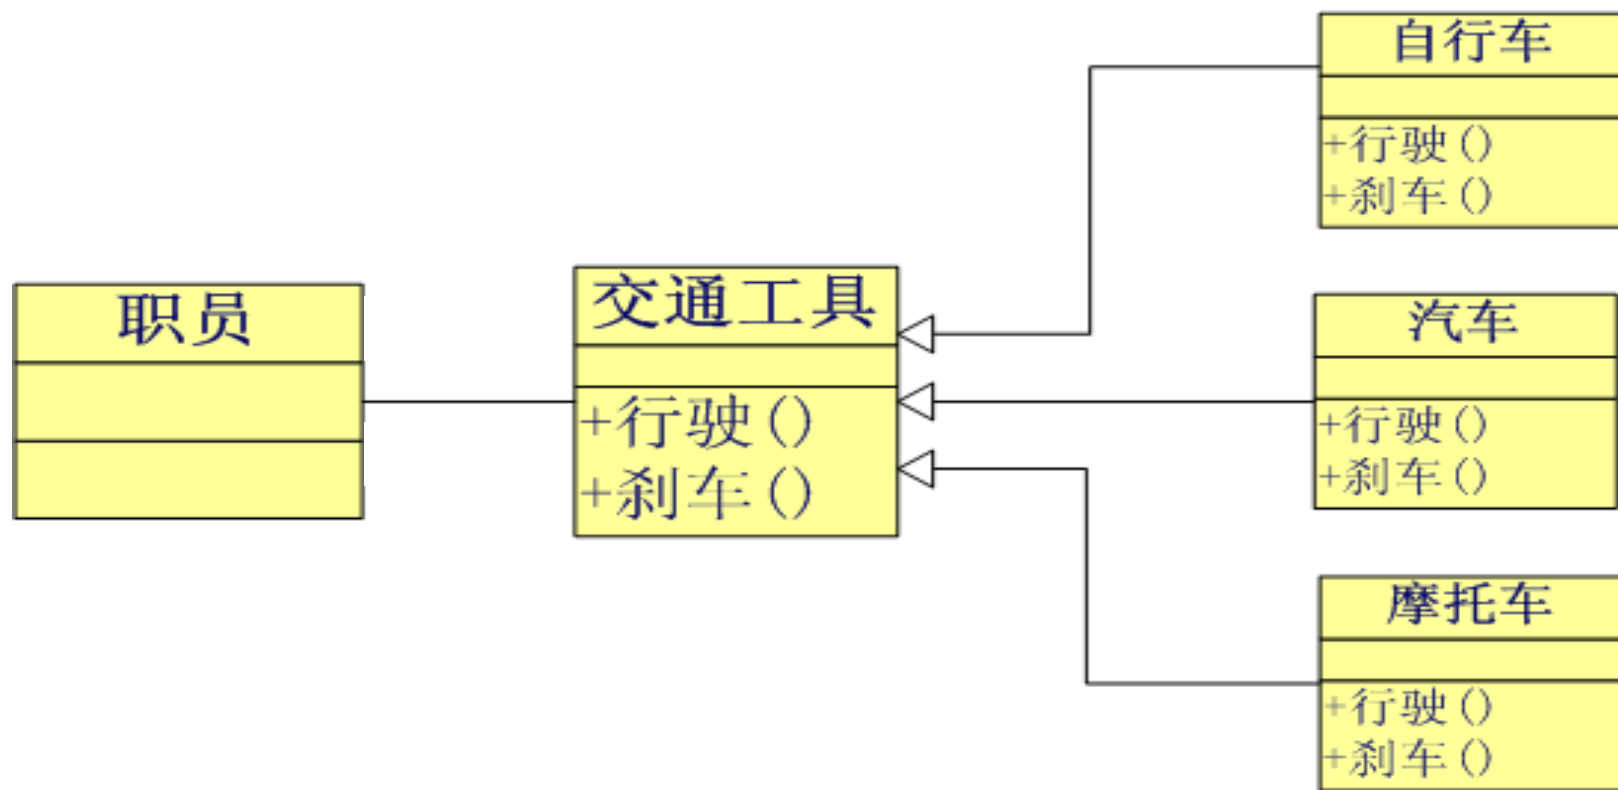 职员
交通工具
+行驶()
+刹车()
自行车
+行驶()
+刹车()
汽车
+行驶()
+刹车()
摩托车
+行驶()
+刹车()